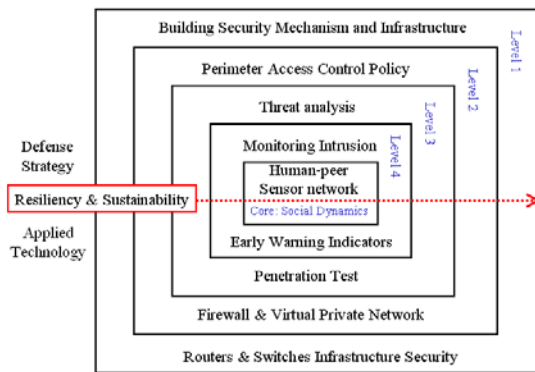 Building Security Mechanism and Infrastructure
Level 1
Perimeter Access Control Policy
Level 2
Threat analysis
Level 3
Monitoring Intrusion
Level 4
Human-peer
Sensor network
Core: Social Dynamics
Early Warning Indicators
Penetration Test
Firewall & Virtual Private Network
Routers & Switches Infrastructure Security
Defense
Strategy
Resiliency & Sustainability
Applied
Technology